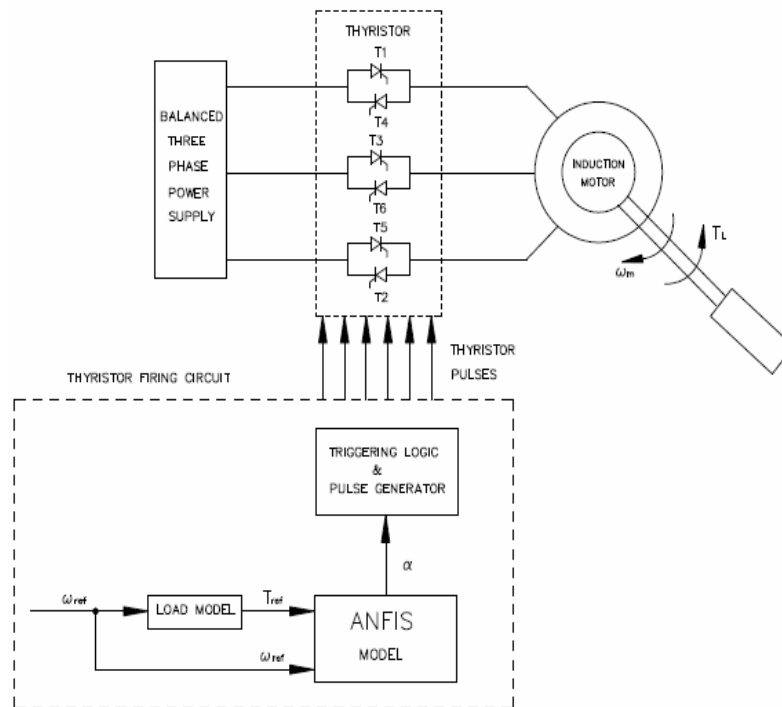 THYRISTOR
T1
T4
T3
T6
T5
T2
BALANCED
THREE
PHASE
POWER
SUPPLY
INDUCTION
MOTOR
TL
ωm
THYRISTOR
PULSES
THYRISTOR FIRING CIRCUIT
TRIGGERING LOGIC
&
PULSE GENERATOR
α
ωref
LOAD MODEL
Tref
ANFIS
MODEL
ωref